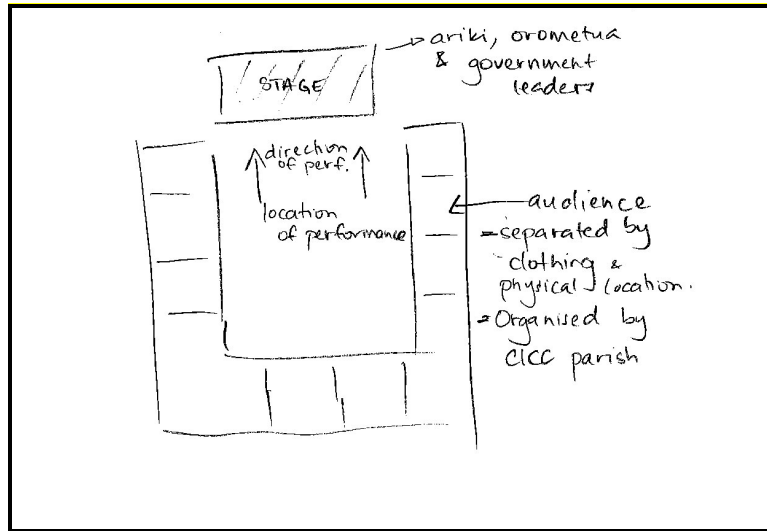 STAGE
ariki, orometua
& government
leaders
direction
of perf.
location
of performance
audience
- separated by
clothing &
physical location.
- Organised by
CICC parish